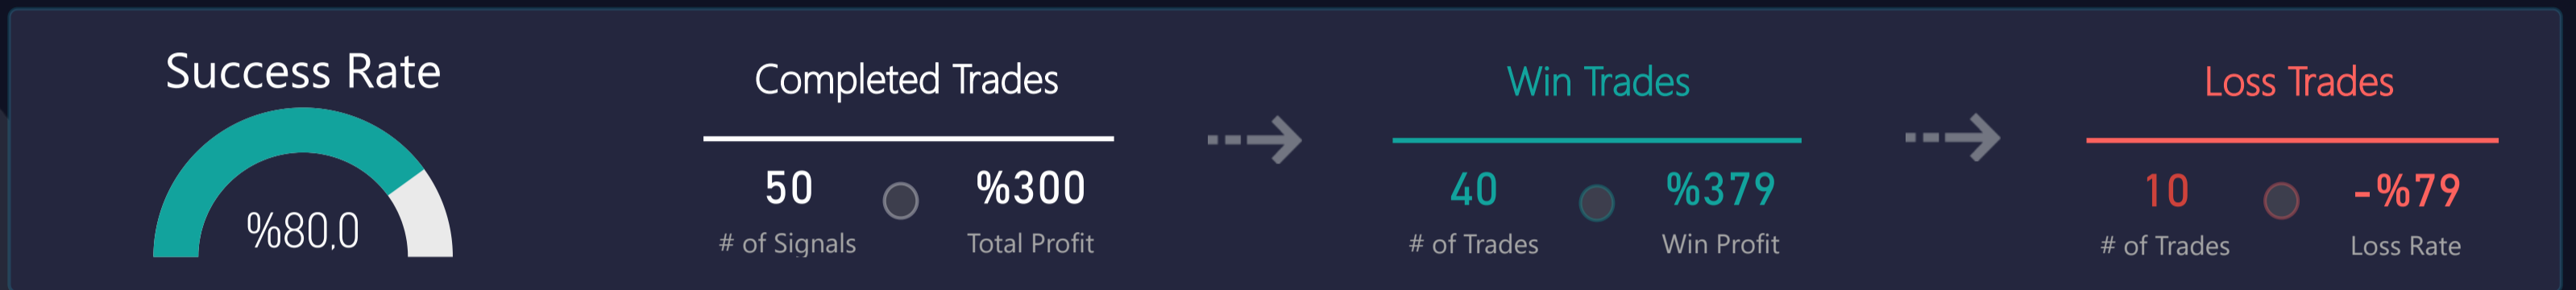 Success Rate
%80,0
Completed Trades
50
# of Signals
%300
Total Profit
Win Trades
40
# of Trades
%379
Win Profit
Loss Trades
10
# of Trades
-%79
Loss Rate